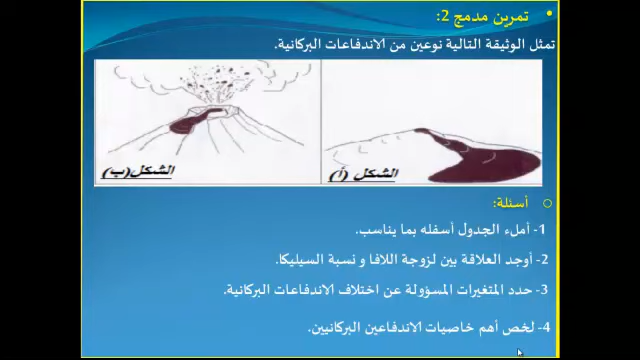 • تمرين مدمج 2:
تمثل الوثيقة التالية نوعين من الاندفاعات البركانية.
الشكل (أ)
الشكل (ب)
أسئلة:
1- أملء الجدول أسفله بما يناسب.
2- أوجد العلاقة بين لزوجة اللافا و نسبة السيليكا.
3- حدد المتغيرات المسؤولة عن اختلاف الاندفاعات البركانية.
4- لخص أهم خاصيات الاندفاعين البركانيين.